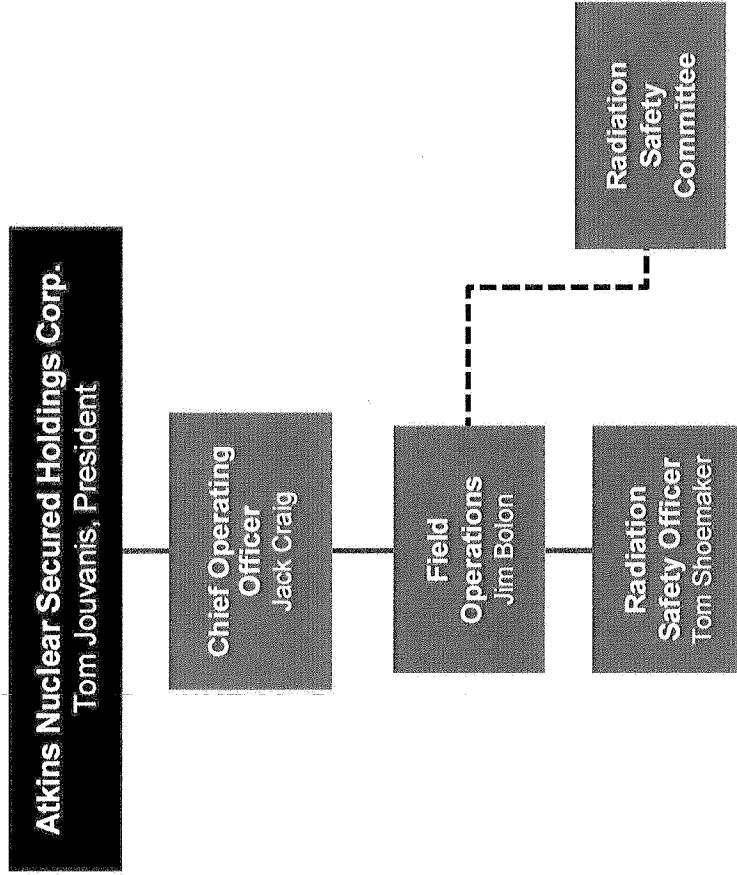 Atkins Nuclear Secured Holdings Corp.
Tom Jouvanis, President
Chief Operating
Officer
Jack Craig
Field
Operations
Jim Bolon
Radiation
Safety Officer
Tom Shoemaker
Radiation
Safety
Committee